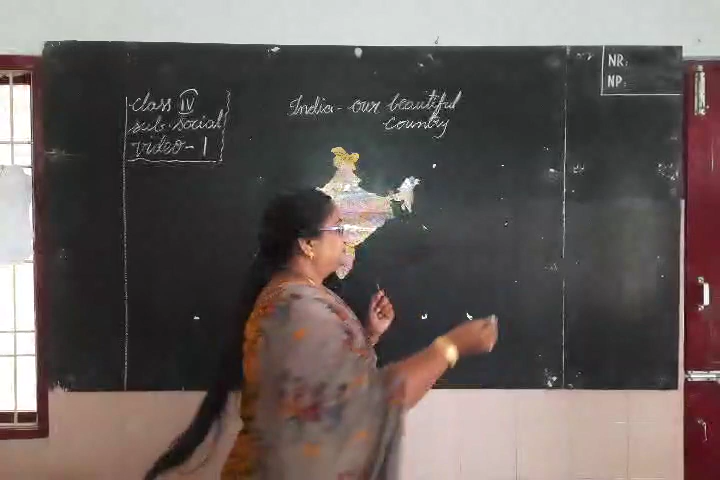 class IV
sub-social
video-1
India-our beautiful
country
NR:
NP: